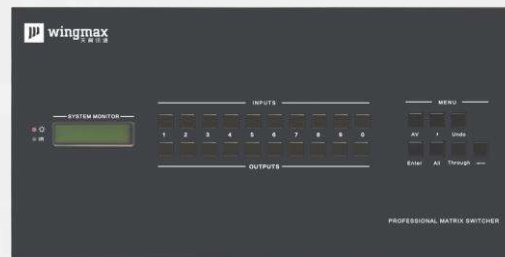 wingmax
SYSTEM MONITOR
IR
INPUTS
1 2 3 4 5 6 7 8 9 0
OUTPUTS
MENU
AV Undo
Enter All Through
PROFESSIONAL MATRIX SWITCHER